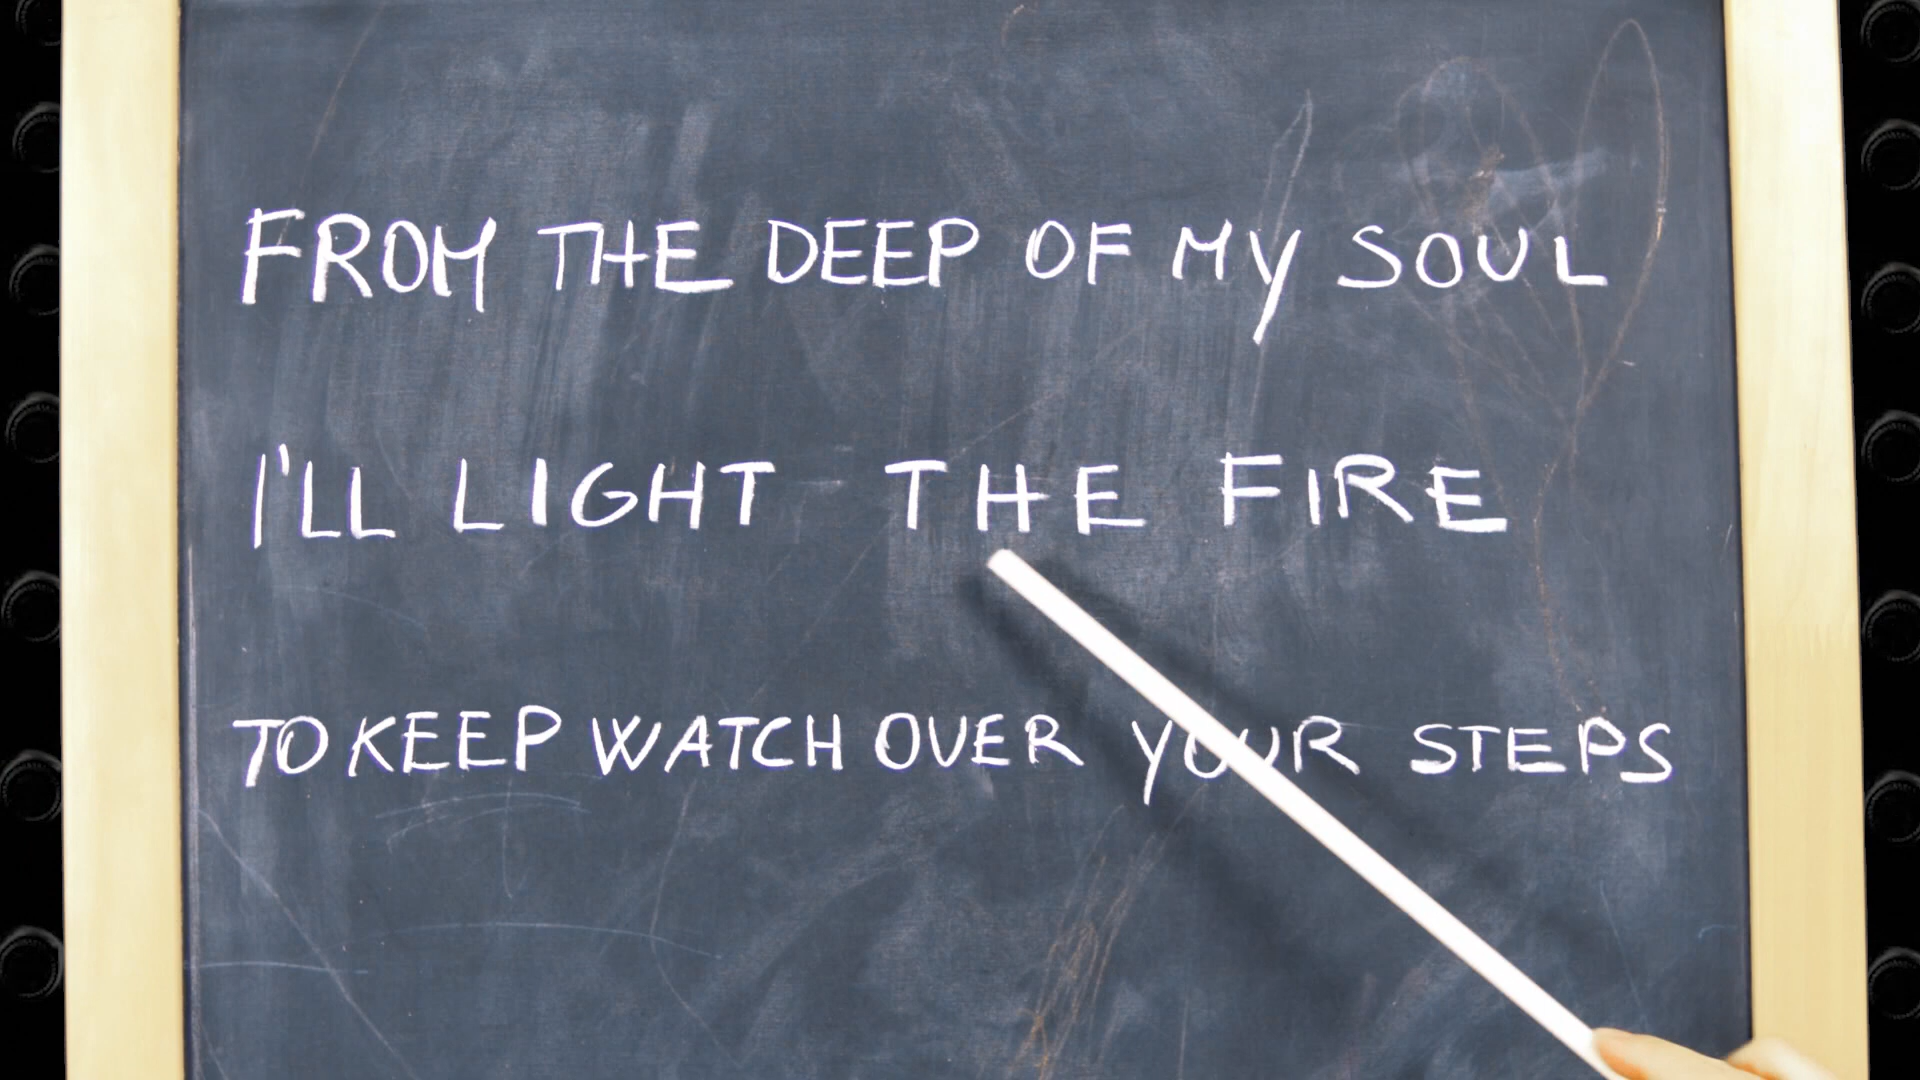 FROM THE DEEP OF MY SOUL
I'LL LIGHT THE FIRE
TO KEEP WATCH OVER YOUR STEPS